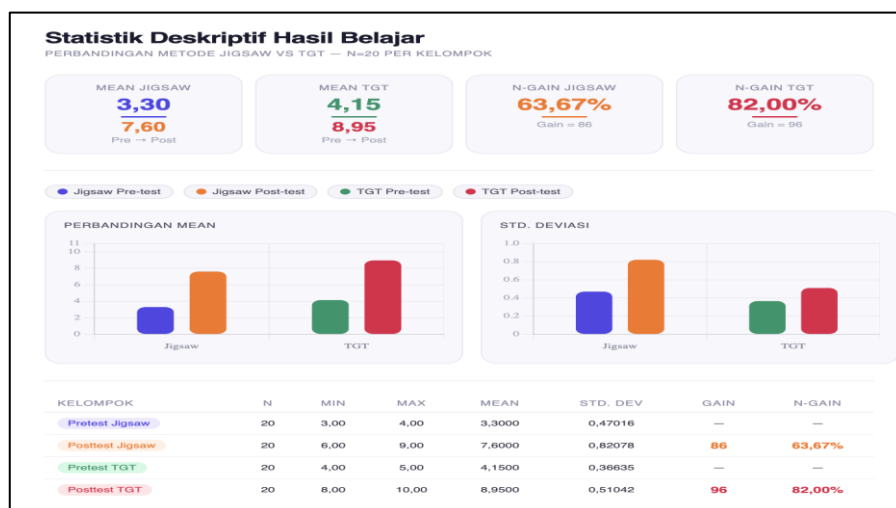 Statistik Deskriptif Hasil Belajar
PERBANDINGAN METODE JIGSAW VS TGT — N=20 PER KELOMPOK
MEAN JIGSAW
3,30
7,60
Pre → Post
MEAN TGT
4,15
8,95
Pre → Post
N-GAIN JIGSAW
63,67%
Gain = 86
N-GAIN TGT
82,00%
Gain = 96
Jigsaw Pre-test Jigsaw Post-test TGT Pre-test TGT Post-test
PERBANDINGAN MEAN
11
10
8
6
4
2
0
Jigsaw TGT
STD. DEVIASI
1.0
0.8
0.6
0.4
0.2
0
Jigsaw TGT
KELOMPOK N MIN MAX MEAN STD. DEV GAIN N-GAIN
Pretest Jigsaw 20 3,00 4,00 3,3000 0,47016 — —
Posttest Jigsaw 20 6,00 9,00 7,6000 0,82078 86 63,67%
Pretest TGT 20 4,00 5,00 4,1500 0,36635 — —
Posttest TGT 20 8,00 10,00 8,9500 0,51042 96 82,00%